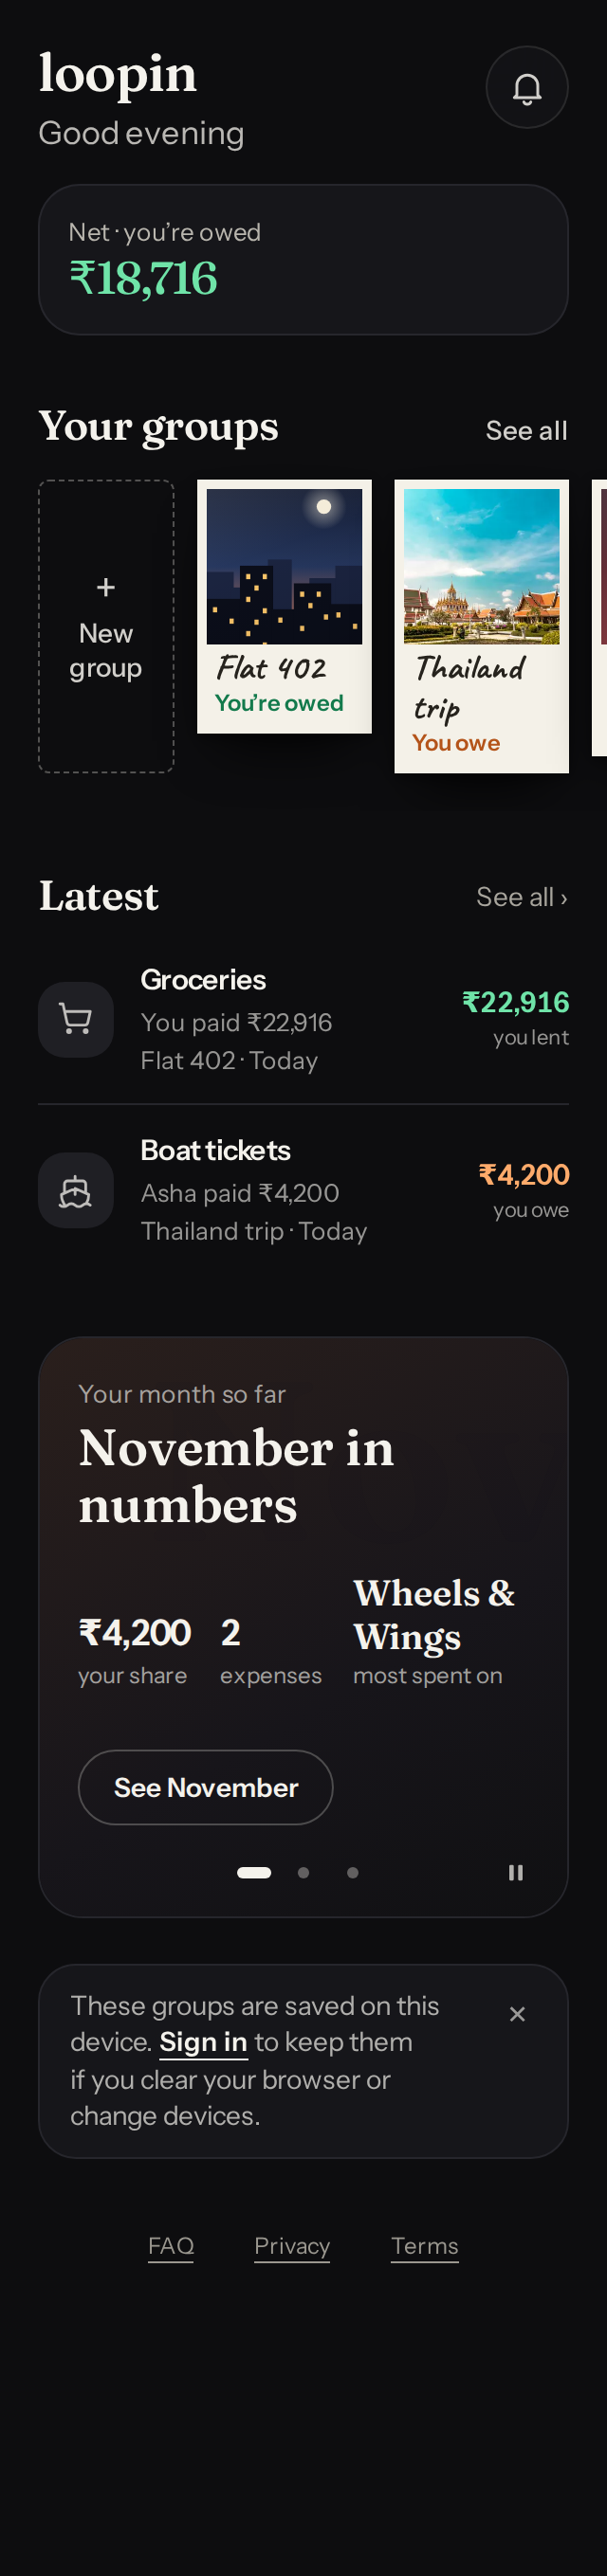 loopin
Good evening
Net · you’re owed
₹18,716
Your groups
See all
+
New
group
Flat 402
You’re owed
Thailand
trip
You owe
Latest
See all ›
Groceries
You paid ₹22,916
Flat 402 · Today
₹22,916
you lent
Boat tickets
Asha paid ₹4,200
Thailand trip · Today
₹4,200
you owe
Your month so far
November in
numbers
₹4,200
your share
2
expenses
Wheels &
Wings
most spent on
See November
These groups are saved on this
device. Sign in to keep them
if you clear your browser or
change devices.
×
FAQ
Privacy
Terms